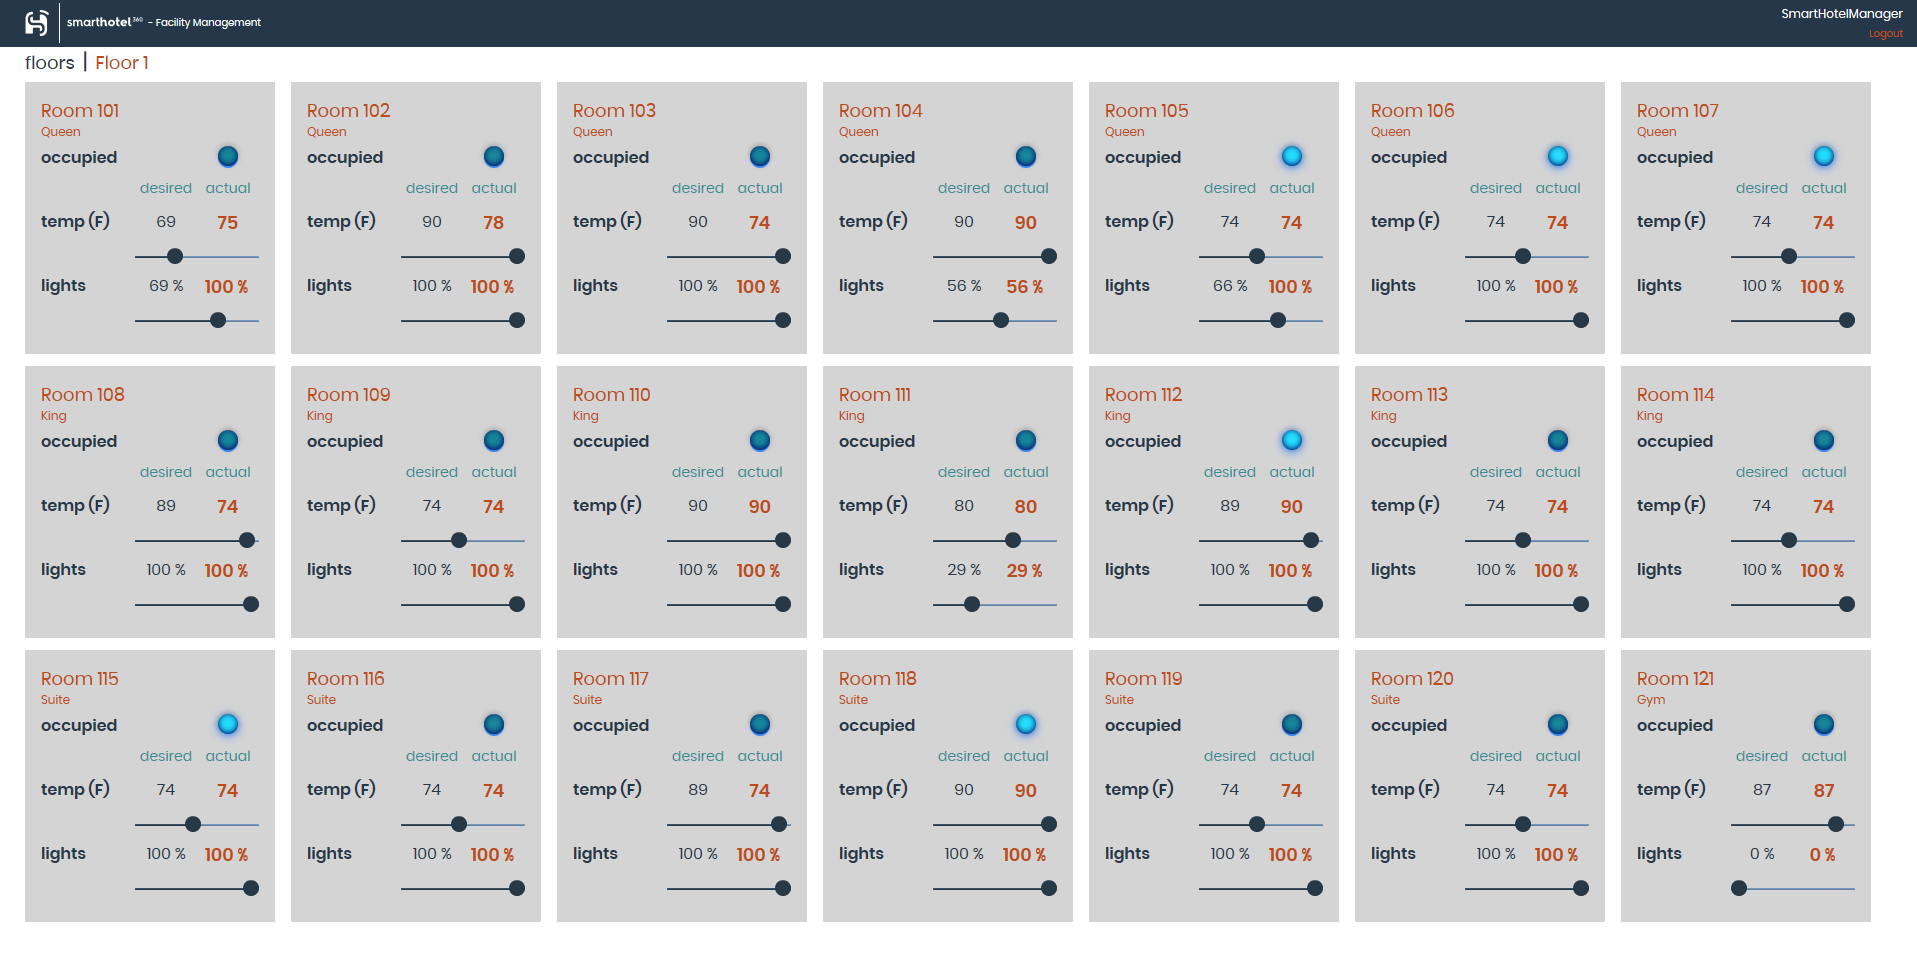 smarthotel360 - Facility Management
SmartHotelManager
Logout
floors | Floor 1
Room 101
Queen
occupied
desired actual
temp (F) 69 75
lights 69 % 100 %
Room 102
Queen
occupied
desired actual
temp (F) 90 78
lights 100 % 100 %
Room 103
Queen
occupied
desired actual
temp (F) 90 74
lights 100 % 100 %
Room 104
Queen
occupied
desired actual
temp (F) 90 90
lights 56 % 56 %
Room 105
Queen
occupied
desired actual
temp (F) 74 74
lights 66 % 100 %
Room 106
Queen
occupied
desired actual
temp (F) 74 74
lights 100 % 100 %
Room 107
Queen
occupied
desired actual
temp (F) 74 74
lights 100 % 100 %
Room 108
King
occupied
desired actual
temp (F) 89 74
lights 100 % 100 %
Room 109
King
occupied
desired actual
temp (F) 74 74
lights 100 % 100 %
Room 110
King
occupied
desired actual
temp (F) 90 90
lights 100 % 100 %
Room 111
King
occupied
desired actual
temp (F) 80 80
lights 29 % 29 %
Room 112
King
occupied
desired actual
temp (F) 89 90
lights 100 % 100 %
Room 113
King
occupied
desired actual
temp (F) 74 74
lights 100 % 100 %
Room 114
King
occupied
desired actual
temp (F) 74 74
lights 100 % 100 %
Room 115
Suite
occupied
desired actual
temp (F) 74 74
lights 100 % 100 %
Room 116
Suite
occupied
desired actual
temp (F) 74 74
lights 100 % 100 %
Room 117
Suite
occupied
desired actual
temp (F) 89 74
lights 100 % 100 %
Room 118
Suite
occupied
desired actual
temp (F) 90 90
lights 100 % 100 %
Room 119
Suite
occupied
desired actual
temp (F) 74 74
lights 100 % 100 %
Room 120
Suite
occupied
desired actual
temp (F) 74 74
lights 100 % 100 %
Room 121
Gym
occupied
desired actual
temp (F) 87 87
lights 0 % 0 %